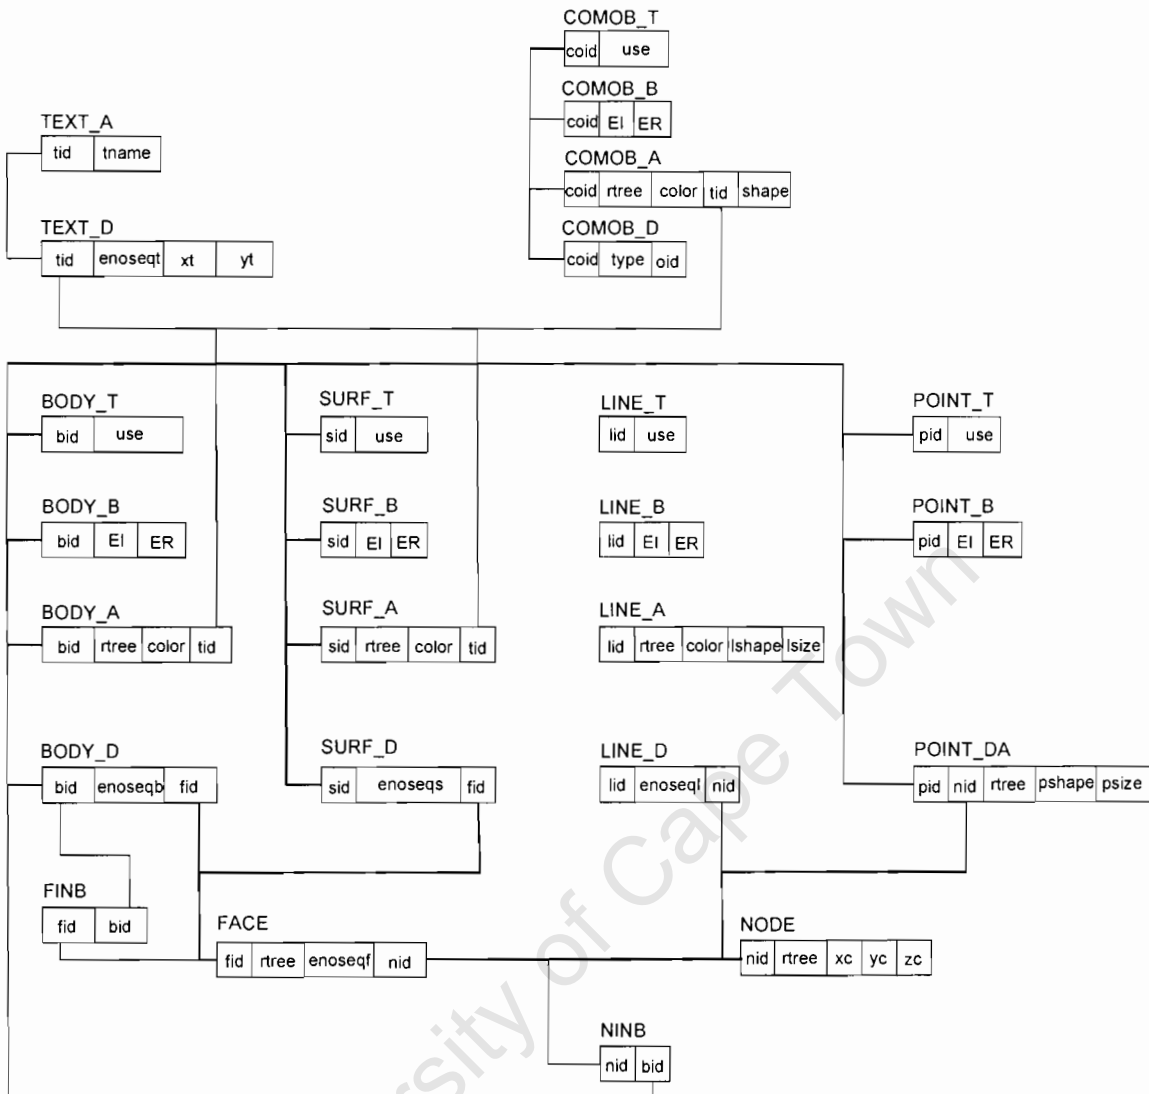 COMOB_T
coid use
COMOB_B
coid EI ER
TEXT_A
tid tname
COMOB_A
coid rtree color tid shape
TEXT_D
tid enoseqt xt yt
COMOB_D
coid type oid
BODY_T SURF_T LINE_T POINT_T
bid use sid use lid use pid use
BODY_B SURF_B LINE_B POINT_B
bid EI ER sid EI ER lid EI ER pid EI ER
BODY_A SURF_A LINE_A
bid rtree color tid sid rtree color tid lid rtree color lshape lsize
BODY_D SURF_D LINE_D POINT_DA
bid enoseqb fid sid enoseqs fid lid enoseql nid pid nid rtree pshape psize
FINB
fid bid
FACE NODE
fid rtree enoseqf nid nid rtree xc yc zc
NINB
nid bid
rsity of Cape Town